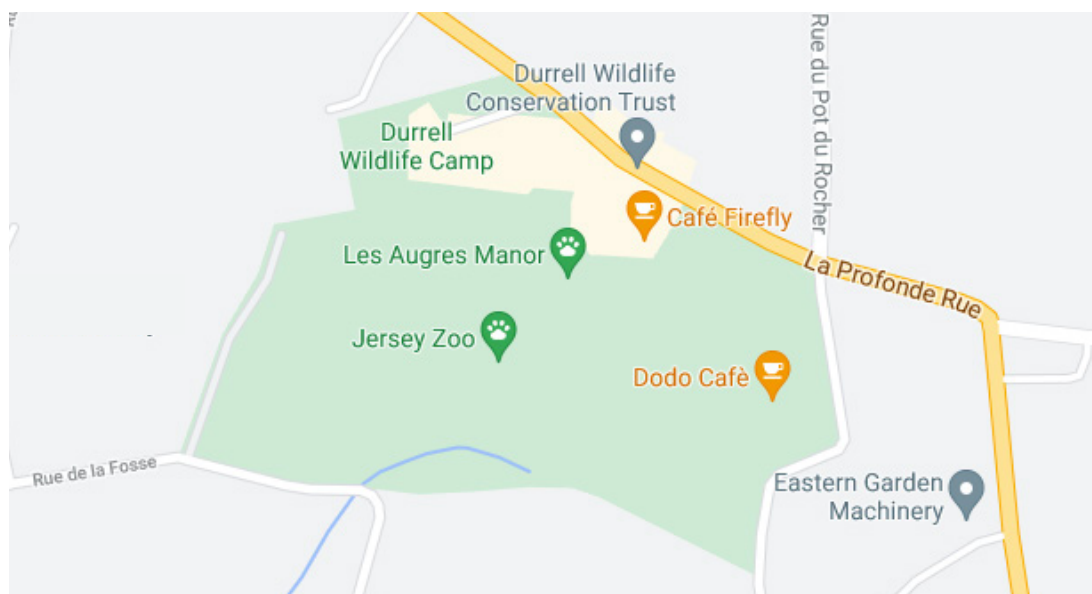 Durrell Wildlife
Conservation Trust
Rue du Pot du Rocher
Durrell
Wildlife Camp
Café Firefly
Les Augres Manor
La Profonde Rue
Jersey Zoo
Dodo Cafè
Rue de la Fosse
Eastern Garden
Machinery